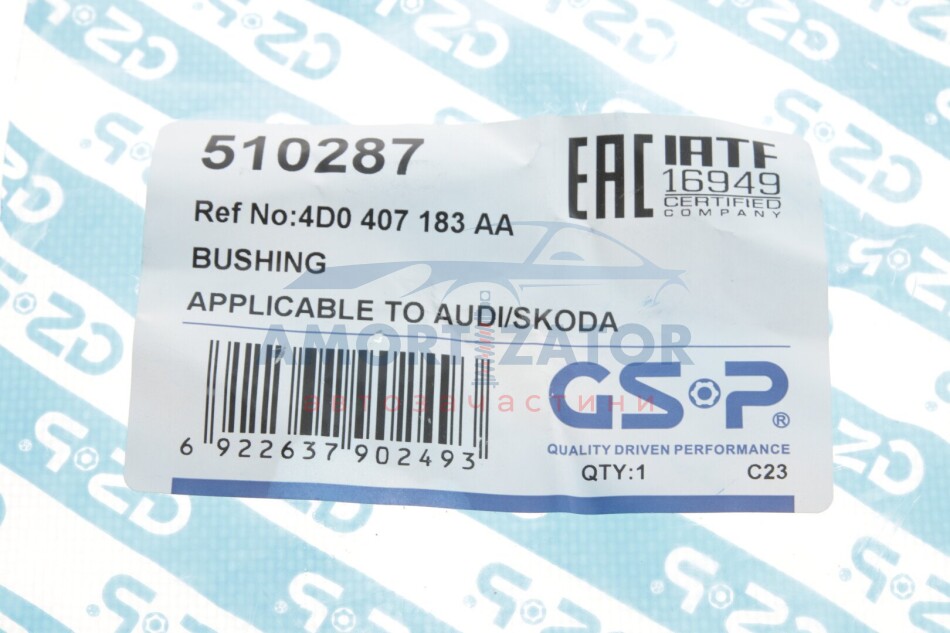 510287
EAC
IATF
16949
CERTIFIED
COMPANY
Ref No:4D0 407 183 AA
BUSHING
APPLICABLE TO AUDI/SKODA
AMORTIZATOR
автозапчастини
6 922637 902493
GSP®
QUALITY DRIVEN PERFORMANCE
QTY:1 C23